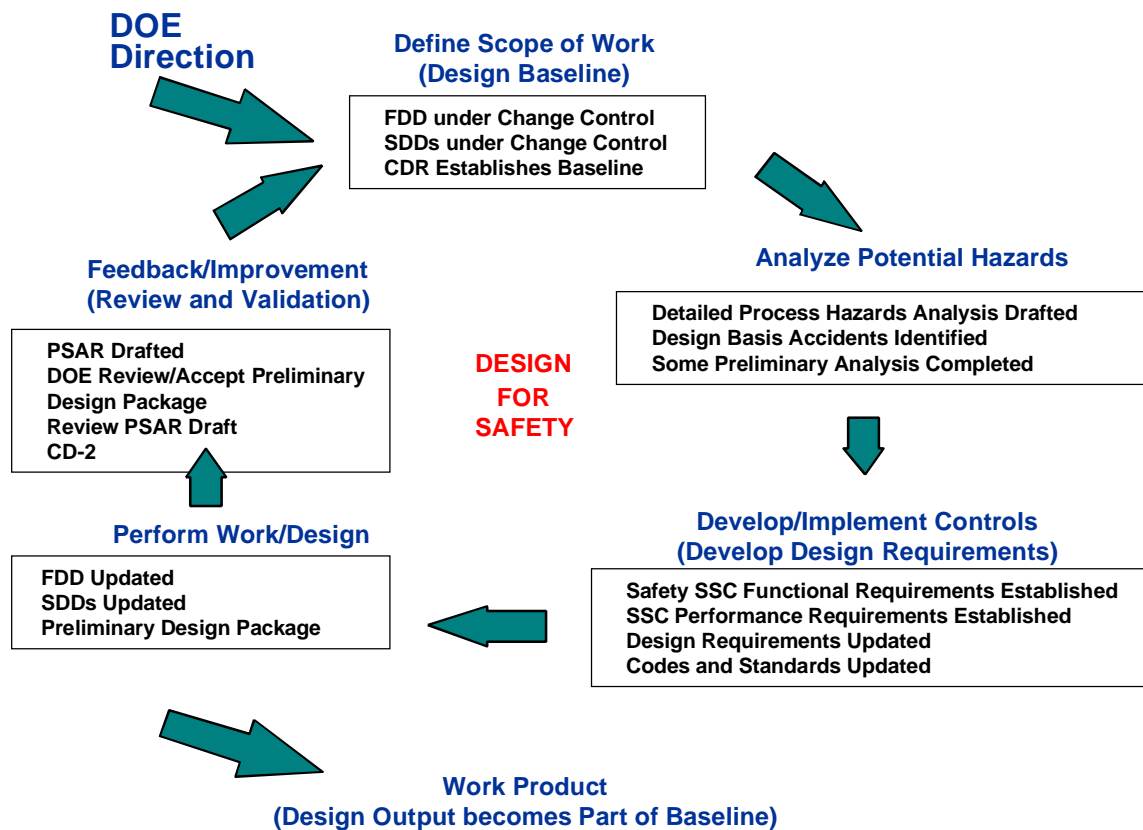 DOE
Direction
Define Scope of Work
(Design Baseline)
FDD under Change Control
SDDs under Change Control
CDR Establishes Baseline
Analyze Potential Hazards
Detailed Process Hazards Analysis Drafted
Design Basis Accidents Identified
Some Preliminary Analysis Completed
Feedback/Improvement
(Review and Validation)
PSAR Drafted
DOE Review/Accept Preliminary
Design Package
Review PSAR Draft
CD-2
DESIGN
FOR
SAFETY
Develop/Implement Controls
(Develop Design Requirements)
Safety SSC Functional Requirements Established
SSC Performance Requirements Established
Design Requirements Updated
Codes and Standards Updated
Perform Work/Design
FDD Updated
SDDs Updated
Preliminary Design Package
Work Product
(Design Output becomes Part of Baseline)